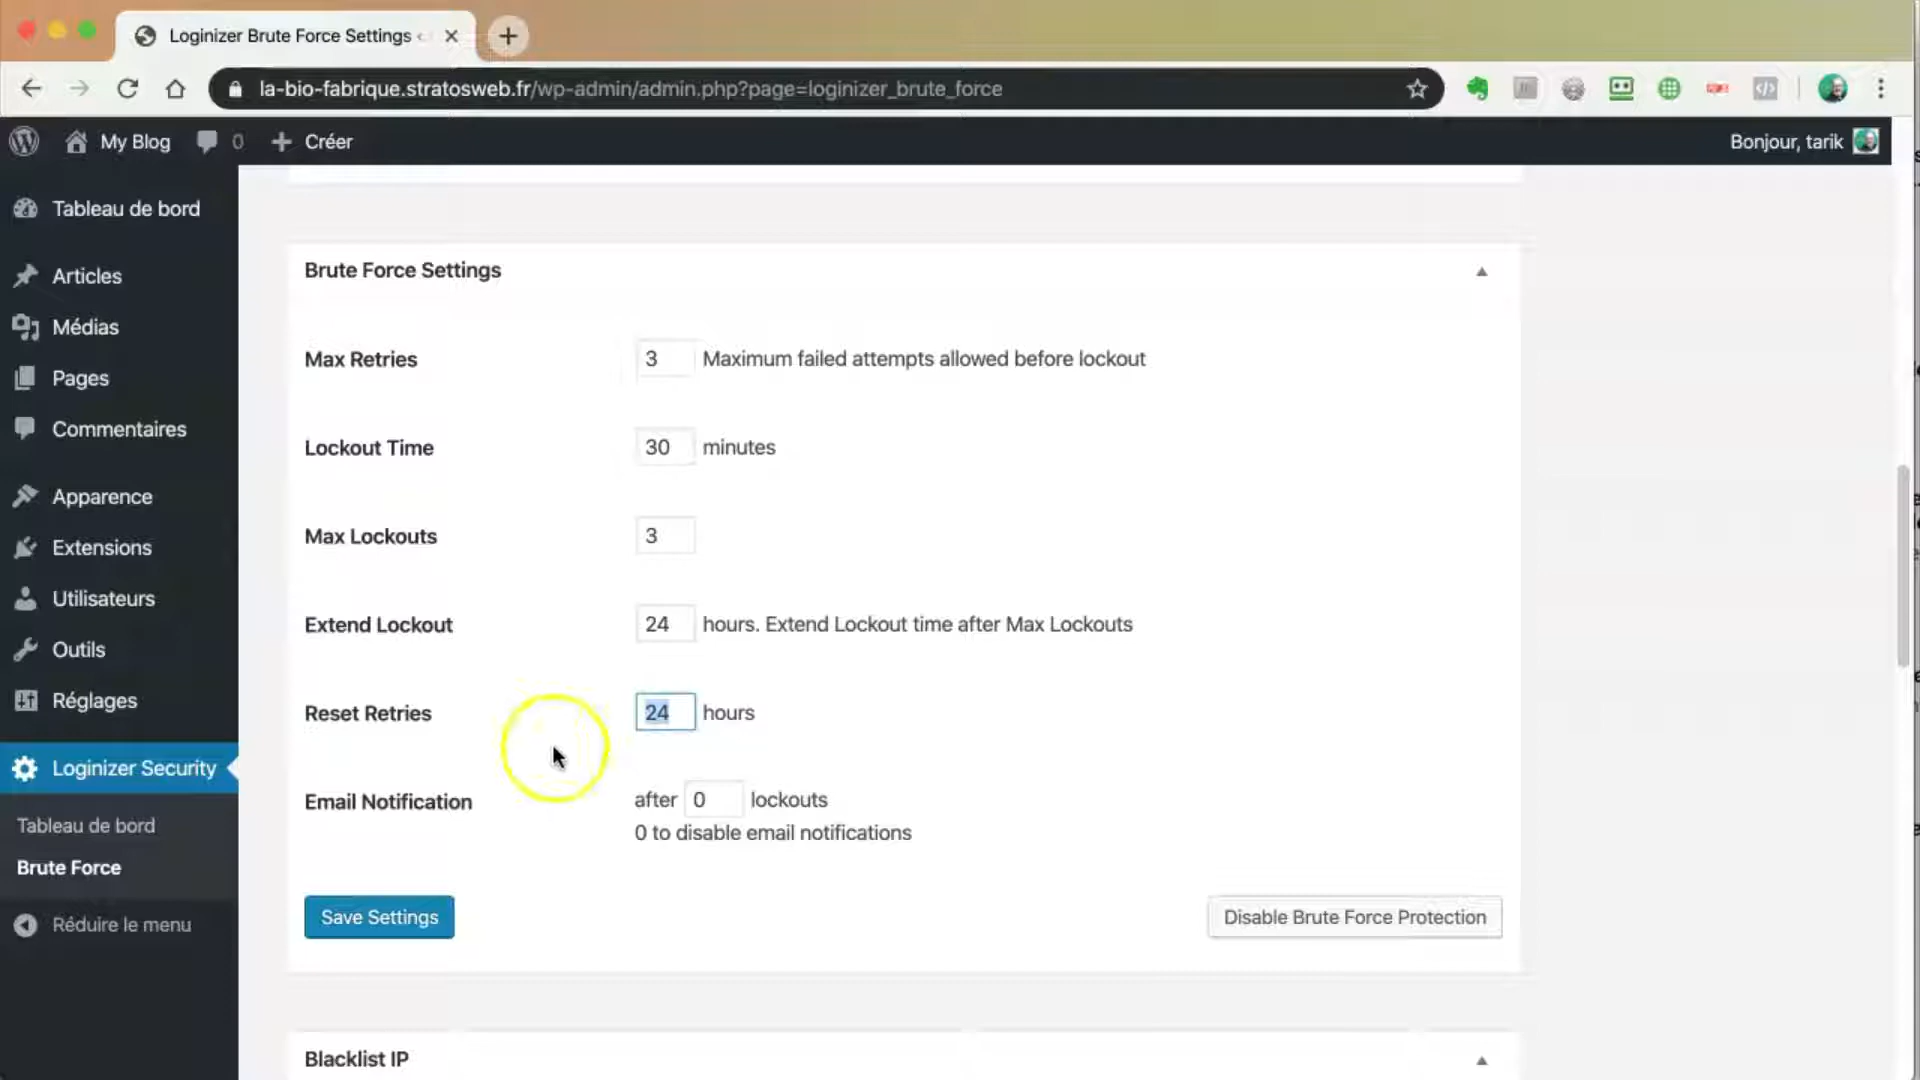 Loginizer Brute Force Settings
la-bio-fabrique.stratosweb.fr/wp-admin/admin.php?page=loginizer_brute_force
My Blog 0 + Créer Bonjour, tarik
Tableau de bord
Articles
Médias
Pages
Commentaires
Apparence
Extensions
Utilisateurs
Outils
Réglages
Loginizer Security
Tableau de bord
Brute Force
Réduire le menu
Brute Force Settings
Max Retries 3 Maximum failed attempts allowed before lockout
Lockout Time 30 minutes
Max Lockouts 3
Extend Lockout 24 hours. Extend Lockout time after Max Lockouts
Reset Retries 24 hours
Email Notification after 0 lockouts
0 to disable email notifications
Save Settings Disable Brute Force Protection
Blacklist IP